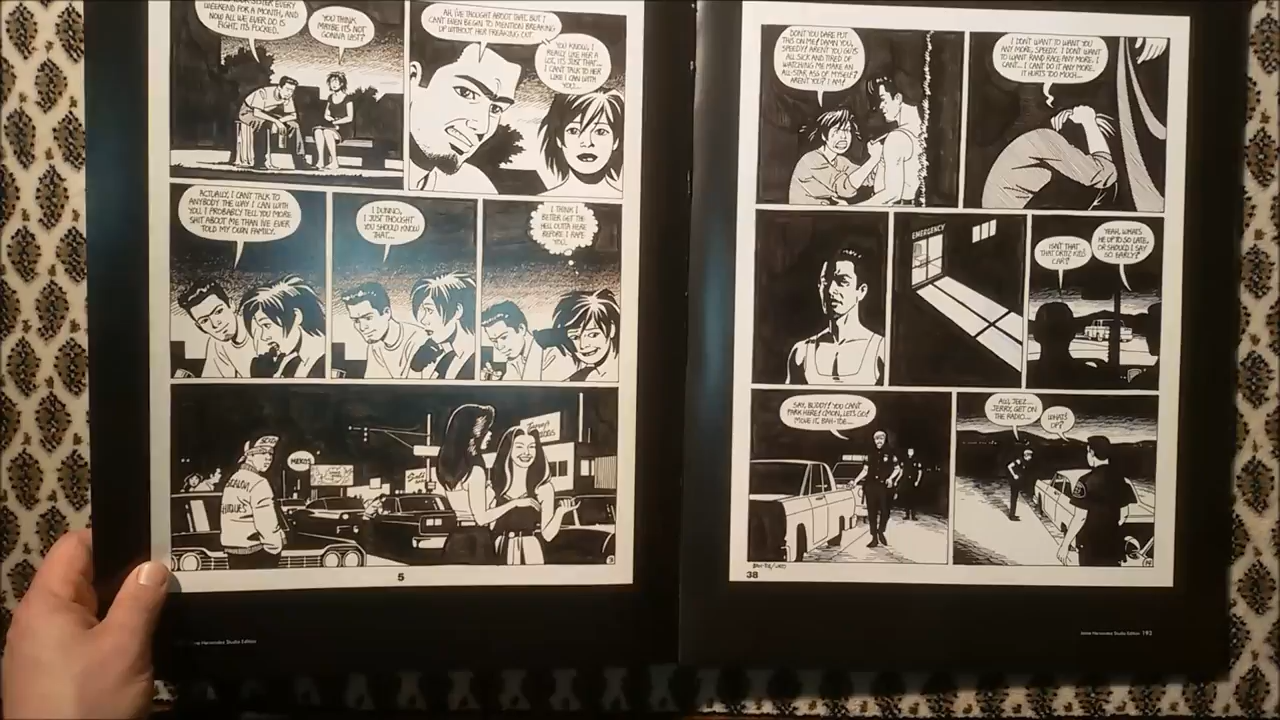 WEEKEND FOR A MONTH, AND
NOW ALL WE EVER DO IS
FIGHT. IT'S FUCKED.
YOU THINK
MAYBE IT'S NOT
GONNA LAST?
AH, I'VE THOUGHT ABOUT THAT, BUT I
CAN'T EVEN BEGIN TO MENTION BREAKING
UP WITHOUT HER FREAKING OUT.
YOU KNOW, I
REALLY LIKE HER A
LOT, IT'S JUST THAT...
I CAN'T TALK TO HER
LIKE I CAN WITH
YOU...
ACTUALLY, I CAN'T TALK TO
ANYBODY THE WAY I CAN WITH
YOU. I PROBABLY TELL YOU MORE
SHIT ABOUT ME THAN I'VE EVER
TOLD MY OWN FAMILY.
I DUNNO,
I JUST THOUGHT
YOU SHOULD KNOW
THAT...
I THINK I
BETTER GET THE
HELL OUTTA HERE
BEFORE I RAPE
YOU.
MEKOS
3
5
Jaime Hernandez Studio Edition
DON'T YOU DARE PUT
THIS ON ME! DAMN YOU,
SPEEDY! AREN'T YOU GUYS
ALL SICK AND TIRED OF
WATCHING ME MAKE AN
ALL-STAR ASS OF MYSELF?
AREN'T YOU? I AM!
I DON'T WANT TO WANT YOU
ANY MORE, SPEEDY. I DON'T WANT
TO WANT RAND RACE ANY MORE. I
CAN'T... I CAN'T DO IT ANY MORE.
IT HURTS TOO MUCH...
EMERGENCY
ISN'T THAT
THAT ORTIZ KID'S
CAR?
YEAH, WHAT'S
HE UP TO SO LATE,
OR SHOULD I SAY
SO EARLY?
SAY, BUDDY! YOU CAN'T
PARK HERE! C'MON, LET'S GO!
MOVE IT, BAH-YOE...
AW, JEEZ...
JERRY, GET ON
THE RADIO...
WHAT'S
UP?
14
38
Jaime Hernandez Studio Edition 193